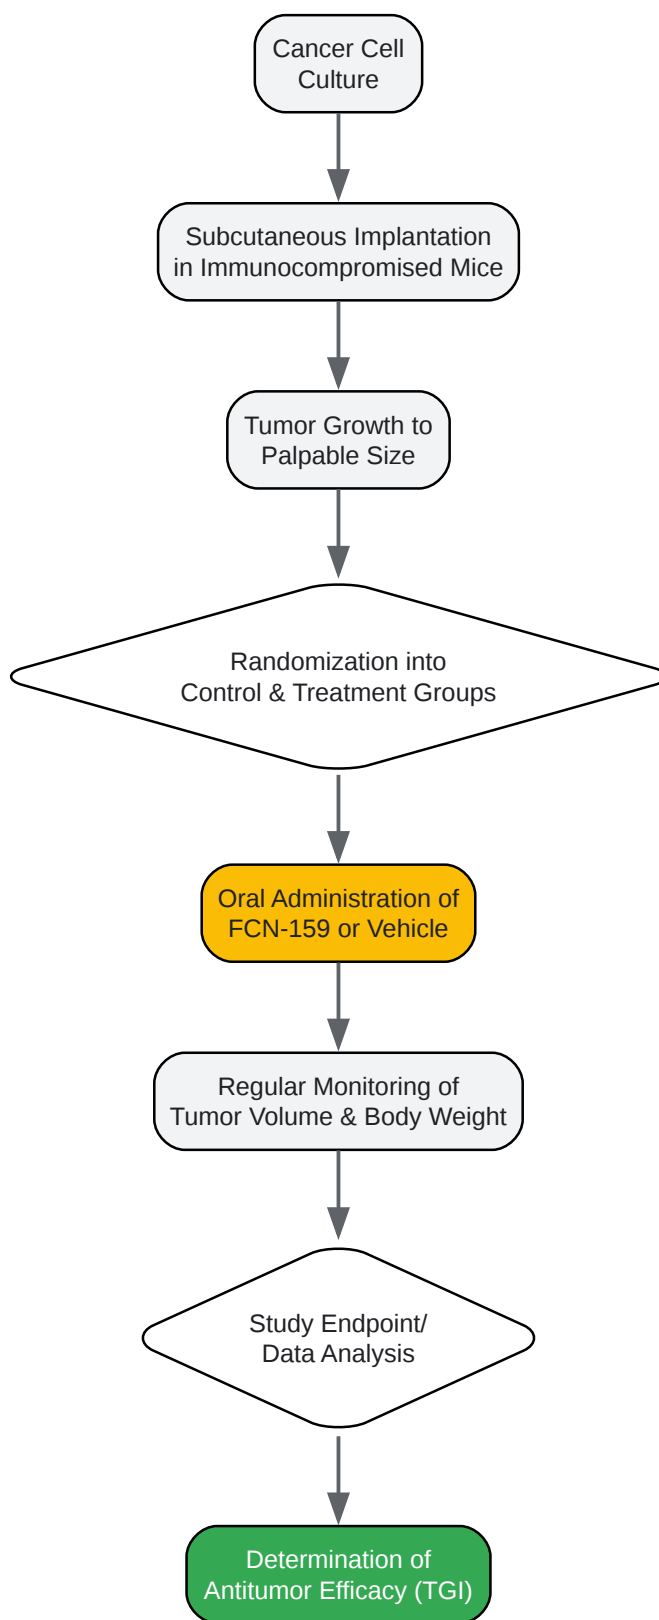 Cancer Cell
Culture
Subcutaneous Implantation
in Immunocompromised Mice
Tumor Growth to
Palpable Size
Randomization into
Control & Treatment Groups
Oral Administration of
FCN-159 or Vehicle
Regular Monitoring of
Tumor Volume & Body Weight
Study Endpoint/
Data Analysis
Determination of
Antitumor Efficacy (TGI)